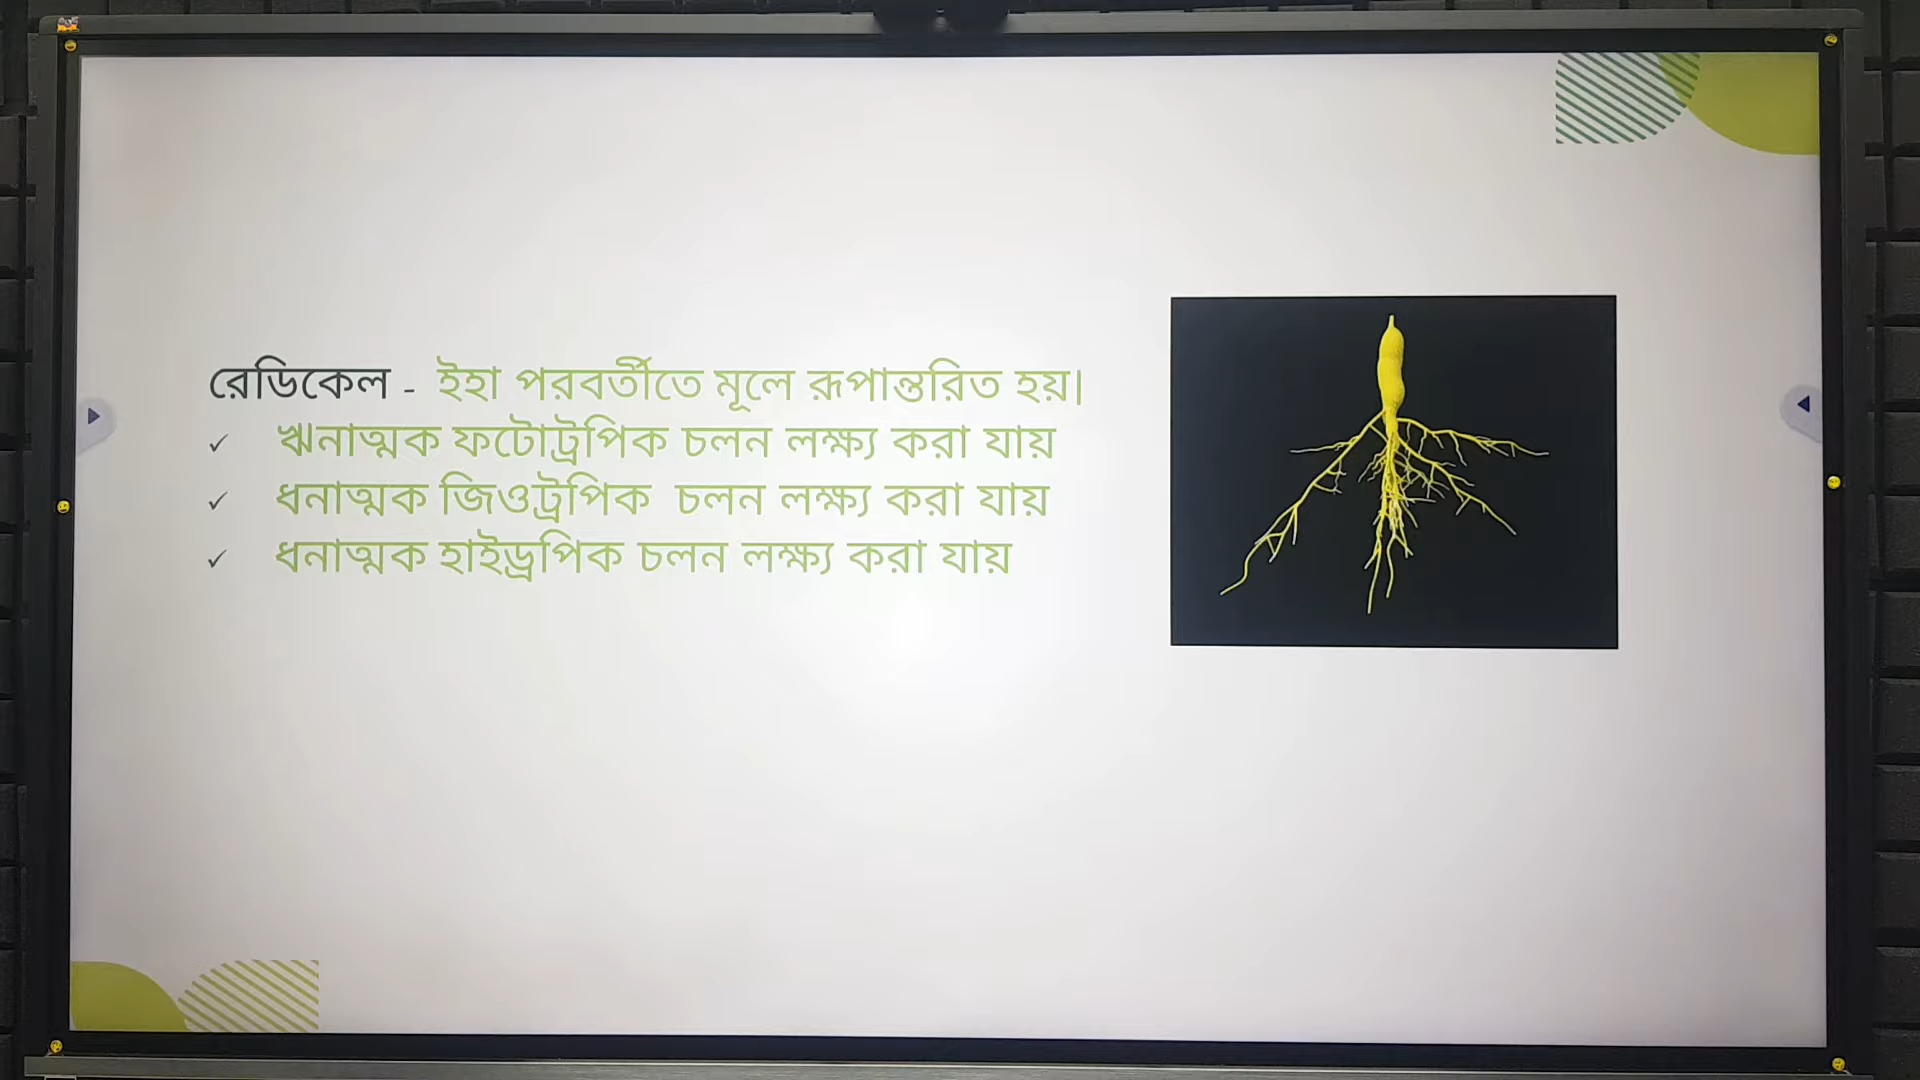 রেডিকেল - ইহা পরবর্তীতে মূলে রূপান্তরিত হয়।
✓ ঋনাত্মক ফটোট্রপিক চলন লক্ষ্য করা যায়
✓ ধনাত্মক জিওট্রপিক চলন লক্ষ্য করা যায়
✓ ধনাত্মক হাইড্রপিক চলন লক্ষ্য করা যায়